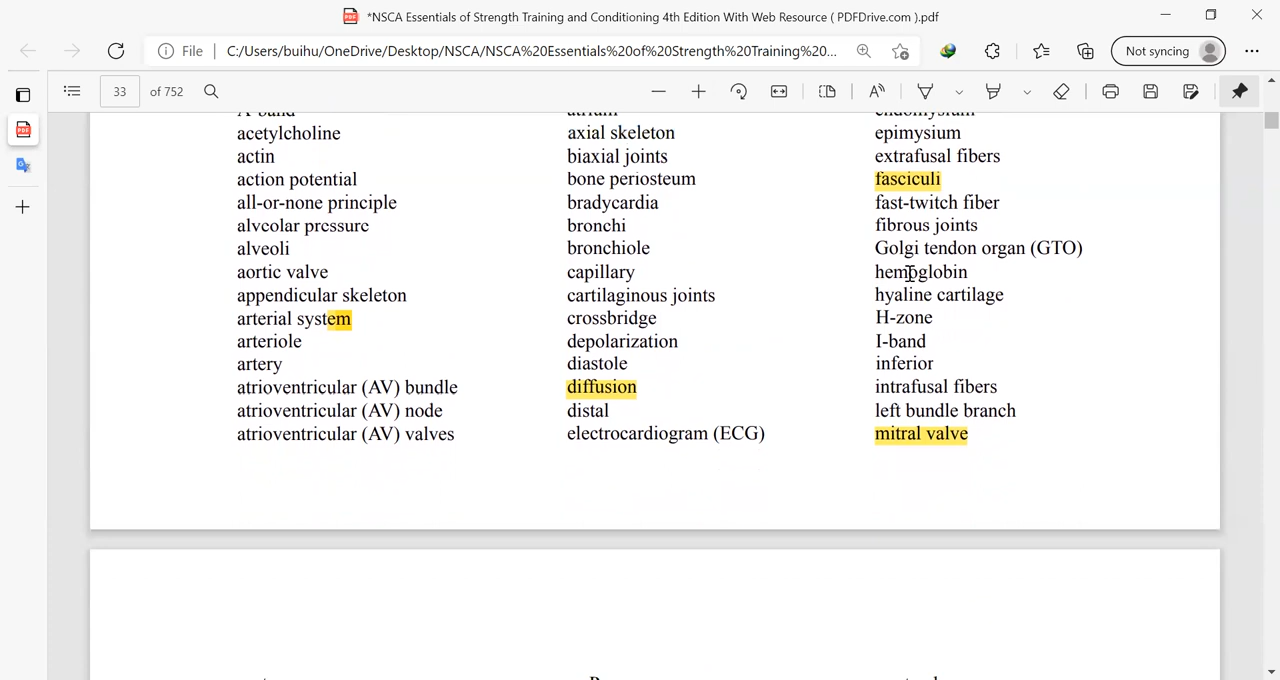 *NSCA Essentials of Strength Training and Conditioning 4th Edition With Web Resource ( PDFDrive.com ).pdf
File C:/Users/buihu/OneDrive/Desktop/NSCA/NSCA%20Essentials%20of%20Strength%20Training%20... Not syncing
33 of 752
acetylcholine
actin
action potential
all-or-none principle
alveolar pressure
alveoli
aortic valve
appendicular skeleton
arterial system
arteriole
artery
atrioventricular (AV) bundle
atrioventricular (AV) node
atrioventricular (AV) valves
axial skeleton
biaxial joints
bone periosteum
bradycardia
bronchi
bronchiole
capillary
cartilaginous joints
crossbridge
depolarization
diastole
diffusion
distal
electrocardiogram (ECG)
epimysium
extrafusal fibers
fasciculi
fast-twitch fiber
fibrous joints
Golgi tendon organ (GTO)
hemoglobin
hyaline cartilage
H-zone
I-band
inferior
intrafusal fibers
left bundle branch
mitral valve